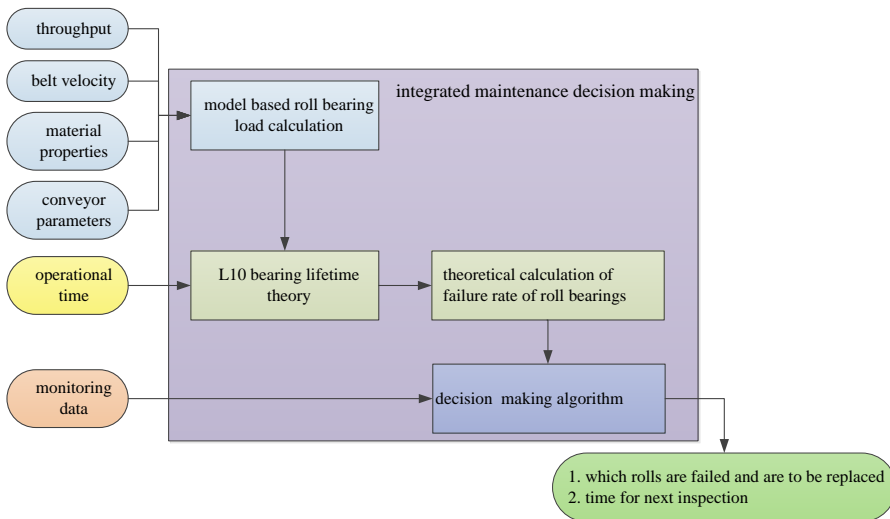 throughput
belt velocity
material
properties
conveyor
parameters
operational
time
monitoring
data
integrated maintenance decision making
model based roll bearing
load calculation
L10 bearing lifetime
theory
theoretical calculation of
failure rate of roll bearings
decision making algorithm
1. which rolls are failed and are to be replaced
2. time for next inspection